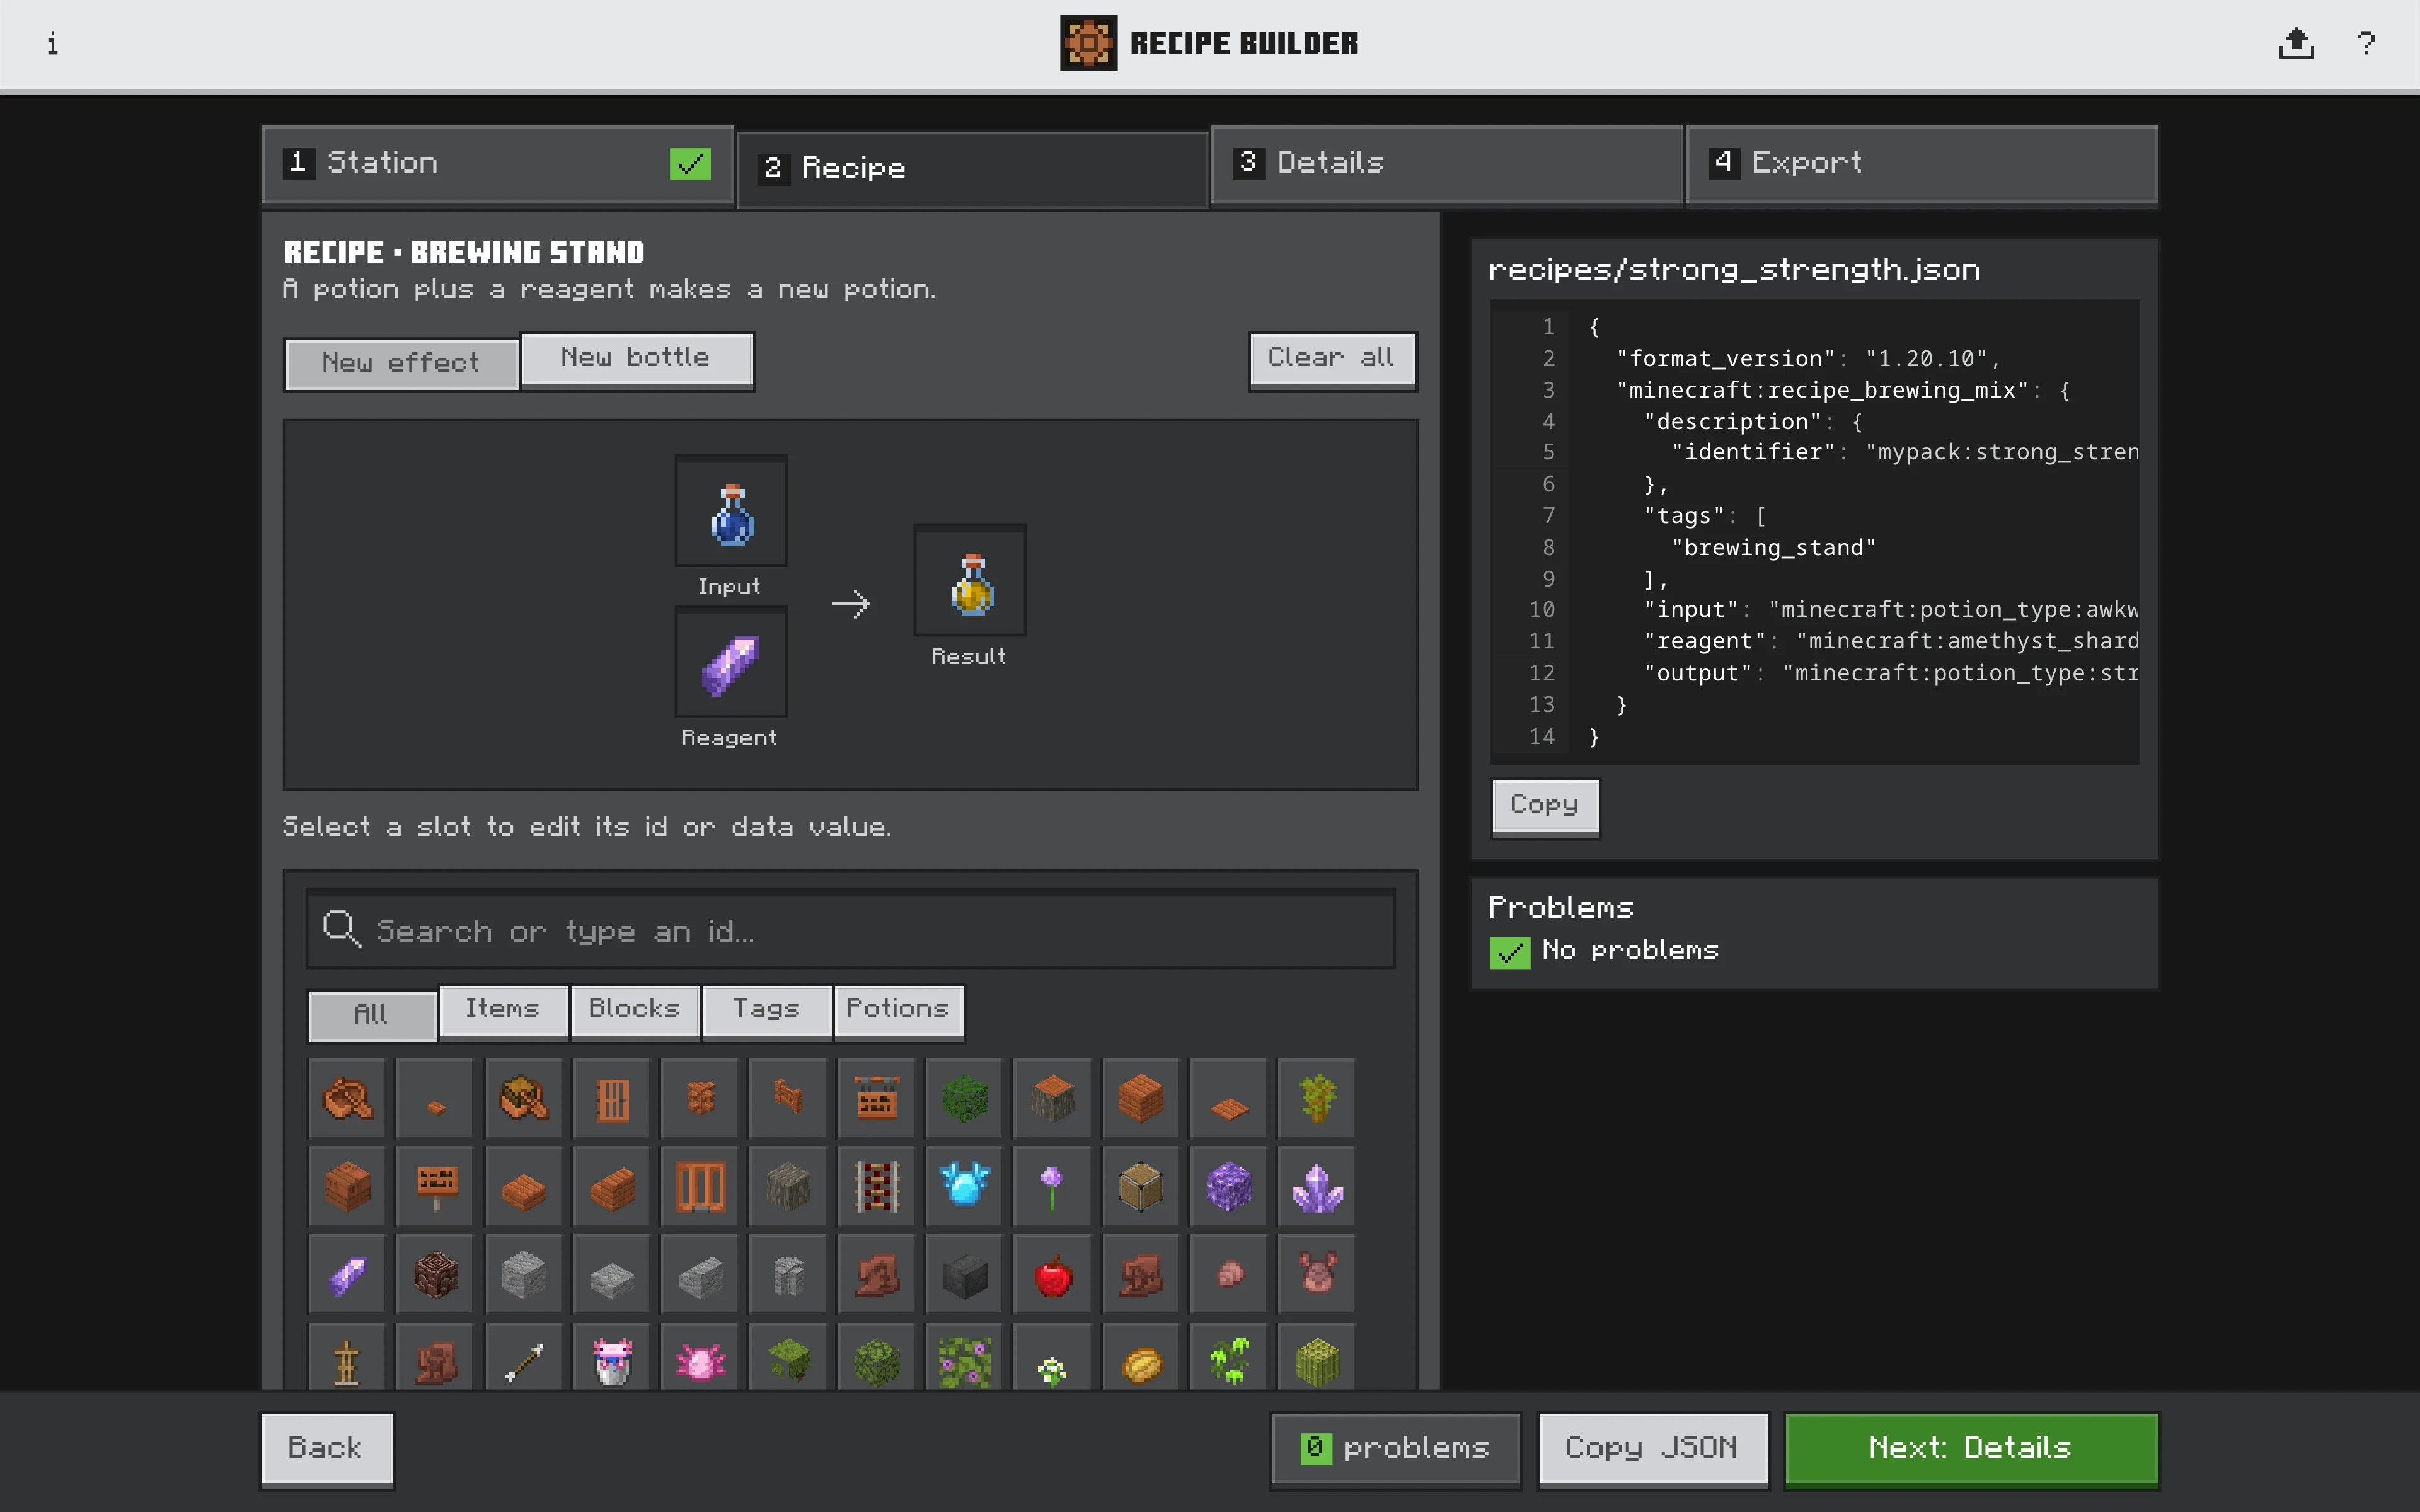 i
RECIPE BUILDER
?
1 Station
2 Recipe
3 Details
4 Export
RECIPE · BREWING STAND
A potion plus a reagent makes a new potion.
New effect
New bottle
Clear all
Input
Reagent
Result
Select a slot to edit its id or data value.
Search or type an id...
All
Items
Blocks
Tags
Potions
recipes/strong_strength.json
1 {
2 "format_version": "1.20.10",
3 "minecraft:recipe_brewing_mix": {
4 "description": {
5 "identifier": "mypack:strong_stren
6 },
7 "tags": [
8 "brewing_stand"
9 ],
10 "input": "minecraft:potion_type:awkw
11 "reagent": "minecraft:amethyst_shard
12 "output": "minecraft:potion_type:str
13 }
14 }
Copy
Problems
No problems
Back
0 problems
Copy JSON
Next: Details